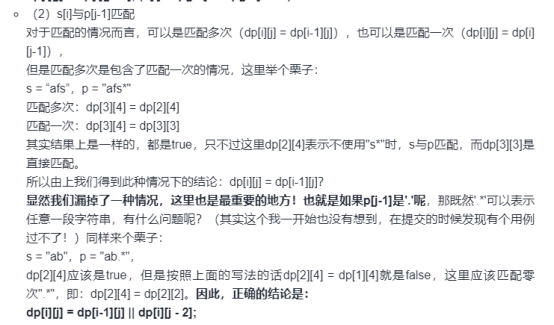 （2）s[i]与p[j-1]匹配
对于匹配的情况而言，可以是匹配多次（dp[i][j] = dp[i-1][j]），也可以是匹配一次（dp[i][j] = dp[i]
[j-1]），
但是匹配多次是包含了匹配一次的情况，这里举个栗子：
s = "afs"，p = "afs*"
匹配多次：dp[3][4] = dp[2][4]
匹配一次：dp[3][4] = dp[3][3]
其实结果上是一样的，都是true，只不过这里dp[2][4]表示不使用"s*"时，s与p匹配，而dp[3][3]是
直接匹配。
所以由上我们得到此种情况下的结论：dp[i][j] = dp[i-1][j]？
显然我们漏掉了一种情况，这里也是最重要的地方！也就是如果p[j-1]是'.'呢，那既然'.*'可以表示
任意一段字符串，有什么问题呢？（其实这个我一开始也没有想到，在提交的时候发现有个用例
过不了！）同样来个栗子：
s = "ab"，p = "ab.*"，
dp[2][4]应该是true，但是按照上面的写法的话dp[2][4] = dp[1][4]就是false，这里应该匹配零
次".*"，即：dp[2][4] = dp[2][2]。因此，正确的结论是：
dp[i][j] = dp[i-1][j] || dp[i][j - 2];